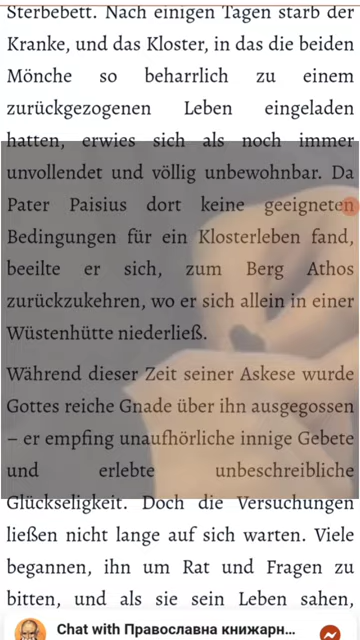 Sterbebett. Nach einigen Tagen starb der
Kranke, und das Kloster, in das die beiden
Mönche so beharrlich zu einem
zurückgezogenen Leben eingeladen
hatten, erwies sich als noch immer
unvollendet und völlig unbewohnbar. Da
Pater Paisius dort keine geeigneten
Bedingungen für ein Klosterleben fand,
beeilte er sich, zum Berg Athos
zurückzukehren, wo er sich allein in einer
Wüstenhütte niederließ.
Während dieser Zeit seiner Askese wurde
Gottes reiche Gnade über ihn ausgegossen
– er empfing unaufhörliche innige Gebete
und erlebte unbeschreibliche
Glückseligkeit. Doch die Versuchungen
ließen nicht lange auf sich warten. Viele
begannen, ihn um Rat und Fragen zu
bitten, und als sie sein Leben sahen,
Chat with Православна книжарн...